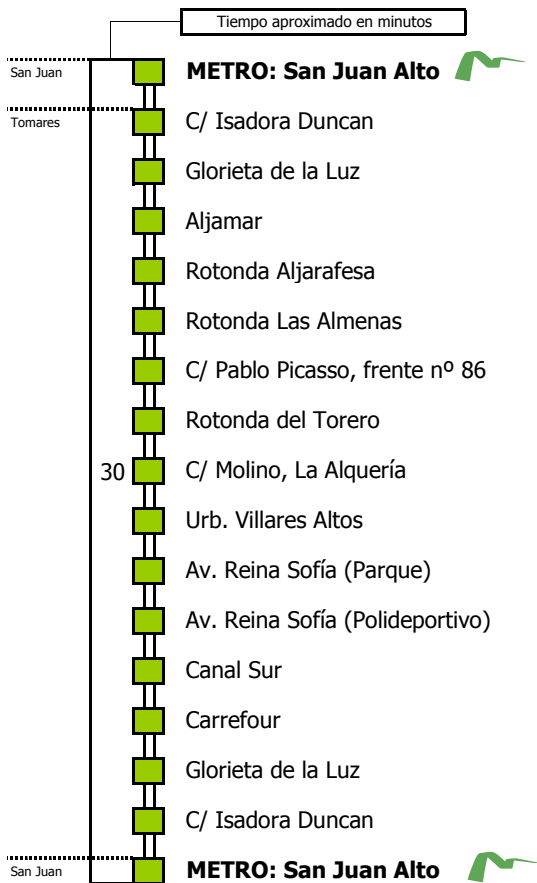 Tiempo aproximado en minutos
San Juan
METRO: San Juan Alto
Tomares
C/ Isadora Duncan
Glorieta de la Luz
Aljamar
Rotonda Aljarafesa
Rotonda Las Almenas
C/ Pablo Picasso, frente nº 86
Rotonda del Torero
30
C/ Molino, La Alquería
Urb. Villares Altos
Av. Reina Sofía (Parque)
Av. Reina Sofía (Polideportivo)
Canal Sur
Carrefour
Glorieta de la Luz
C/ Isadora Duncan
San Juan
METRO: San Juan Alto